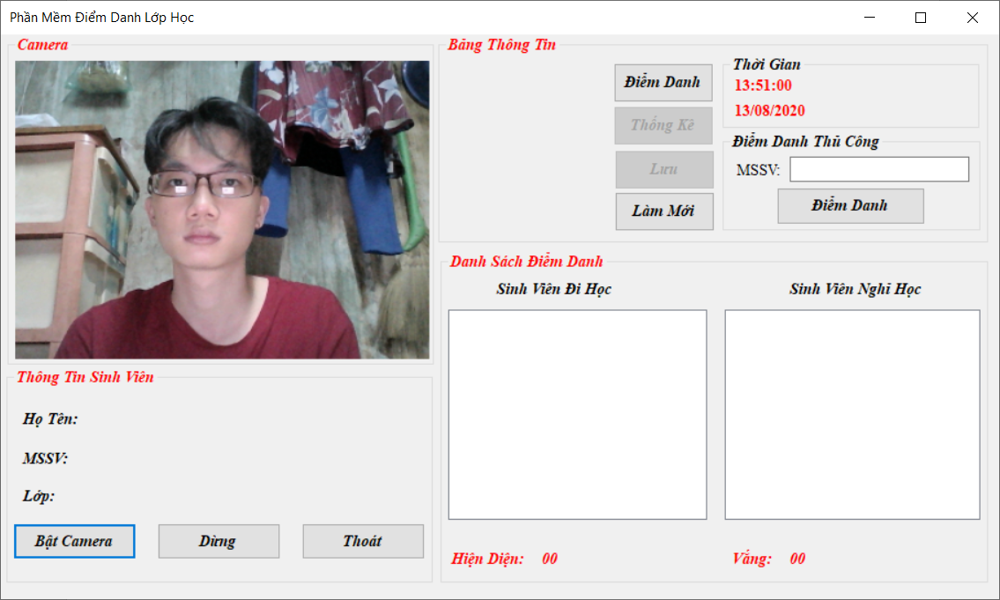 Phần Mềm Điểm Danh Lớp Học
Camera
Thông Tin Sinh Viên
Họ Tên:
MSSV:
Lớp:
Bật Camera
Dừng
Thoát
Bảng Thông Tin
Điểm Danh
Thống Kê
Lưu
Làm Mới
Thời Gian
13:51:00
13/08/2020
Điểm Danh Thủ Công
MSSV:
Điểm Danh
Danh Sách Điểm Danh
Sinh Viên Đi Học
Sinh Viên Nghĩ Học
Hiện Diện: 00
Vắng: 00